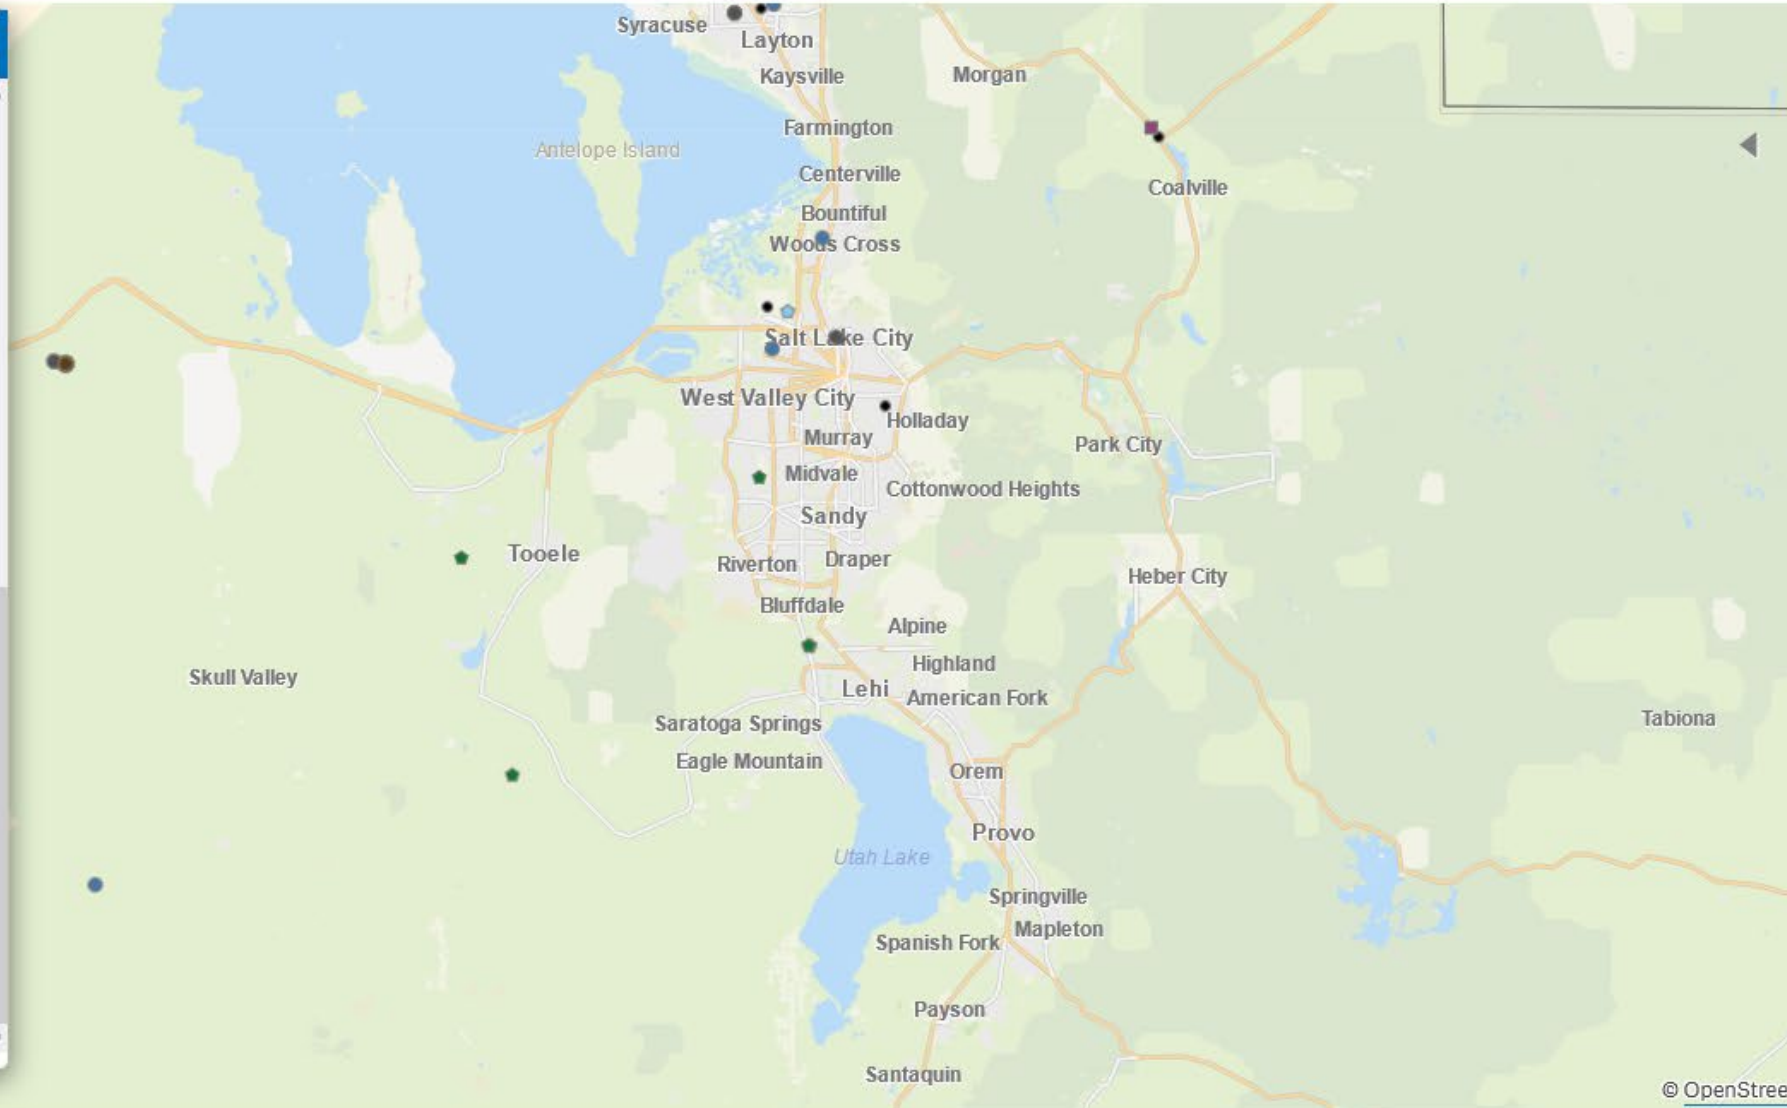 Syracuse
Layton
Kaysville
Morgan
Farmington
Antelope Island
Centerville
Coalville
Bountiful
Woods Cross
Salt Lake City
West Valley City
Holladay
Murray
Park City
Midvale
Cottonwood Heights
Sandy
Tooele
Riverton
Draper
Heber City
Bluffdale
Alpine
Highland
Skull Valley
Lehi
American Fork
Saratoga Springs
Tabiona
Eagle Mountain
Orem
Provo
Utah Lake
Springville
Mapleton
Spanish Fork
Payson
Santaquin
© OpenStree